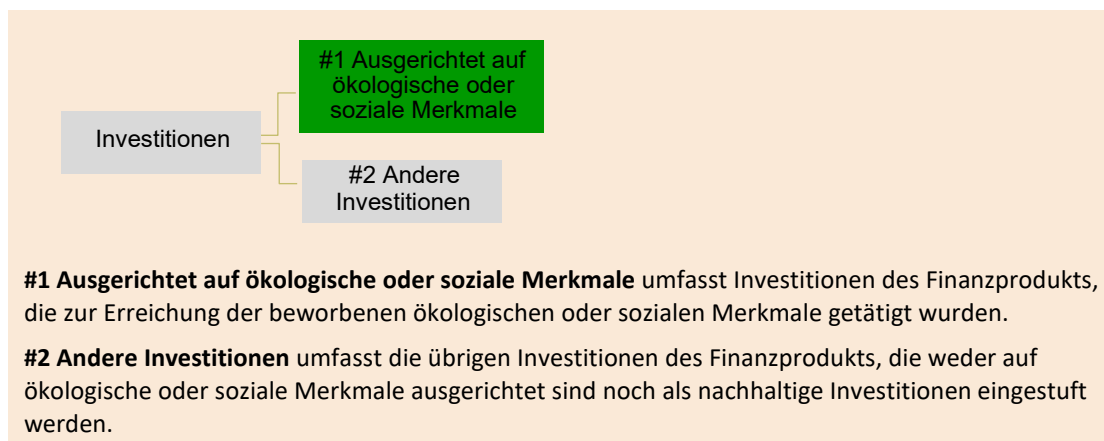 #1 Ausgerichtet auf
ökologische oder
soziale Merkmale
Investitionen
#2 Andere
Investitionen
#1 Ausgerichtet auf ökologische oder soziale Merkmale umfasst Investitionen des Finanzprodukts,
die zur Erreichung der beworbenen ökologischen oder sozialen Merkmale getätigt wurden.
#2 Andere Investitionen umfasst die übrigen Investitionen des Finanzprodukts, die weder auf
ökologische oder soziale Merkmale ausgerichtet sind noch als nachhaltige Investitionen eingestuft
werden.